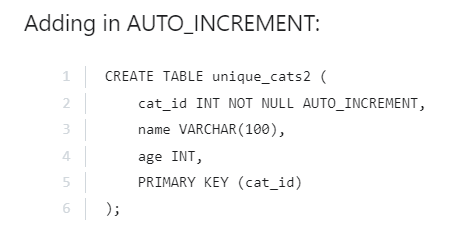 Adding in AUTO_INCREMENT:
1 CREATE TABLE unique_cats2 (
2 cat_id INT NOT NULL AUTO_INCREMENT,
3 name VARCHAR(100),
4 age INT,
5 PRIMARY KEY (cat_id)
6 );